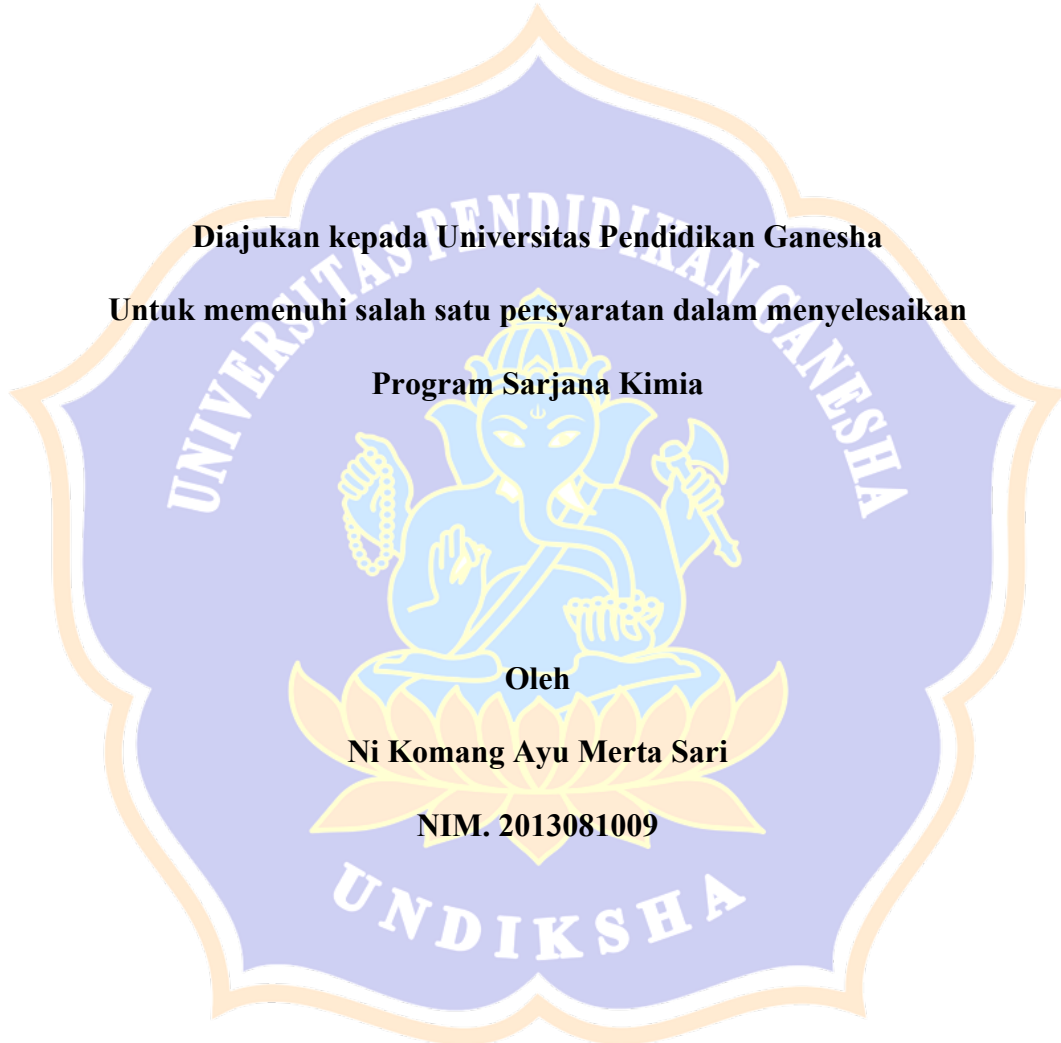 UNIVERSITAS PENDIDIKAN GANESHA
Diajukan kepada Universitas Pendidikan Ganesha
Untuk memenuhi salah satu persyaratan dalam menyelesaikan
Program Sarjana Kimia
Oleh
Ni Komang Ayu Merta Sari
NIM. 2013081009
UNDIKSHA